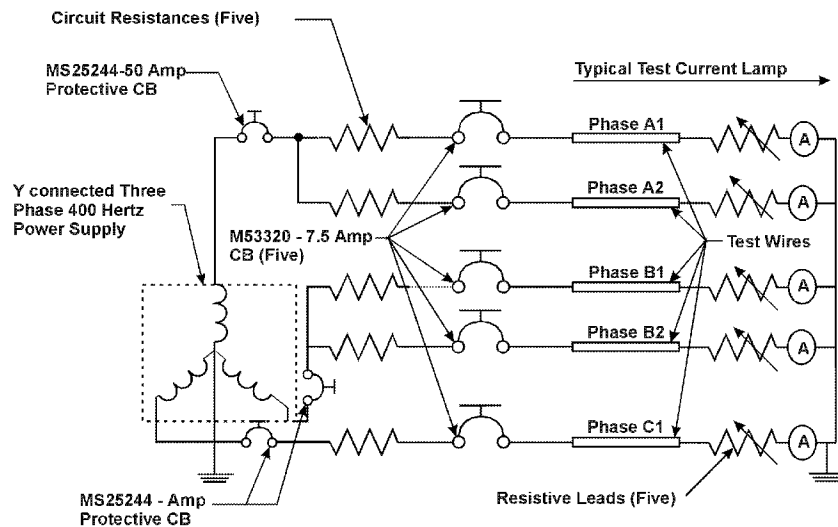 Circuit Resistances (Five)
MS25244-50 Amp
Protective CB
Typical Test Current Lamp
Phase A1
A
Y connected Three
Phase 400 Hertz
Power Supply
Phase A2
A
M53320 - 7.5 Amp
CB (Five)
Test Wires
Phase B1
A
Phase B2
A
Phase C1
A
MS25244 - Amp
Protective CB
Resistive Leads (Five)